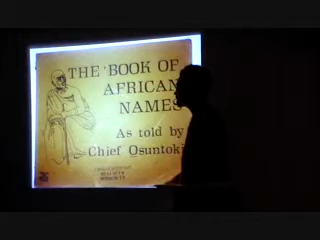 THE BOOK OF
AFRICAN
NAMES
As told by
Chief Osuntoki